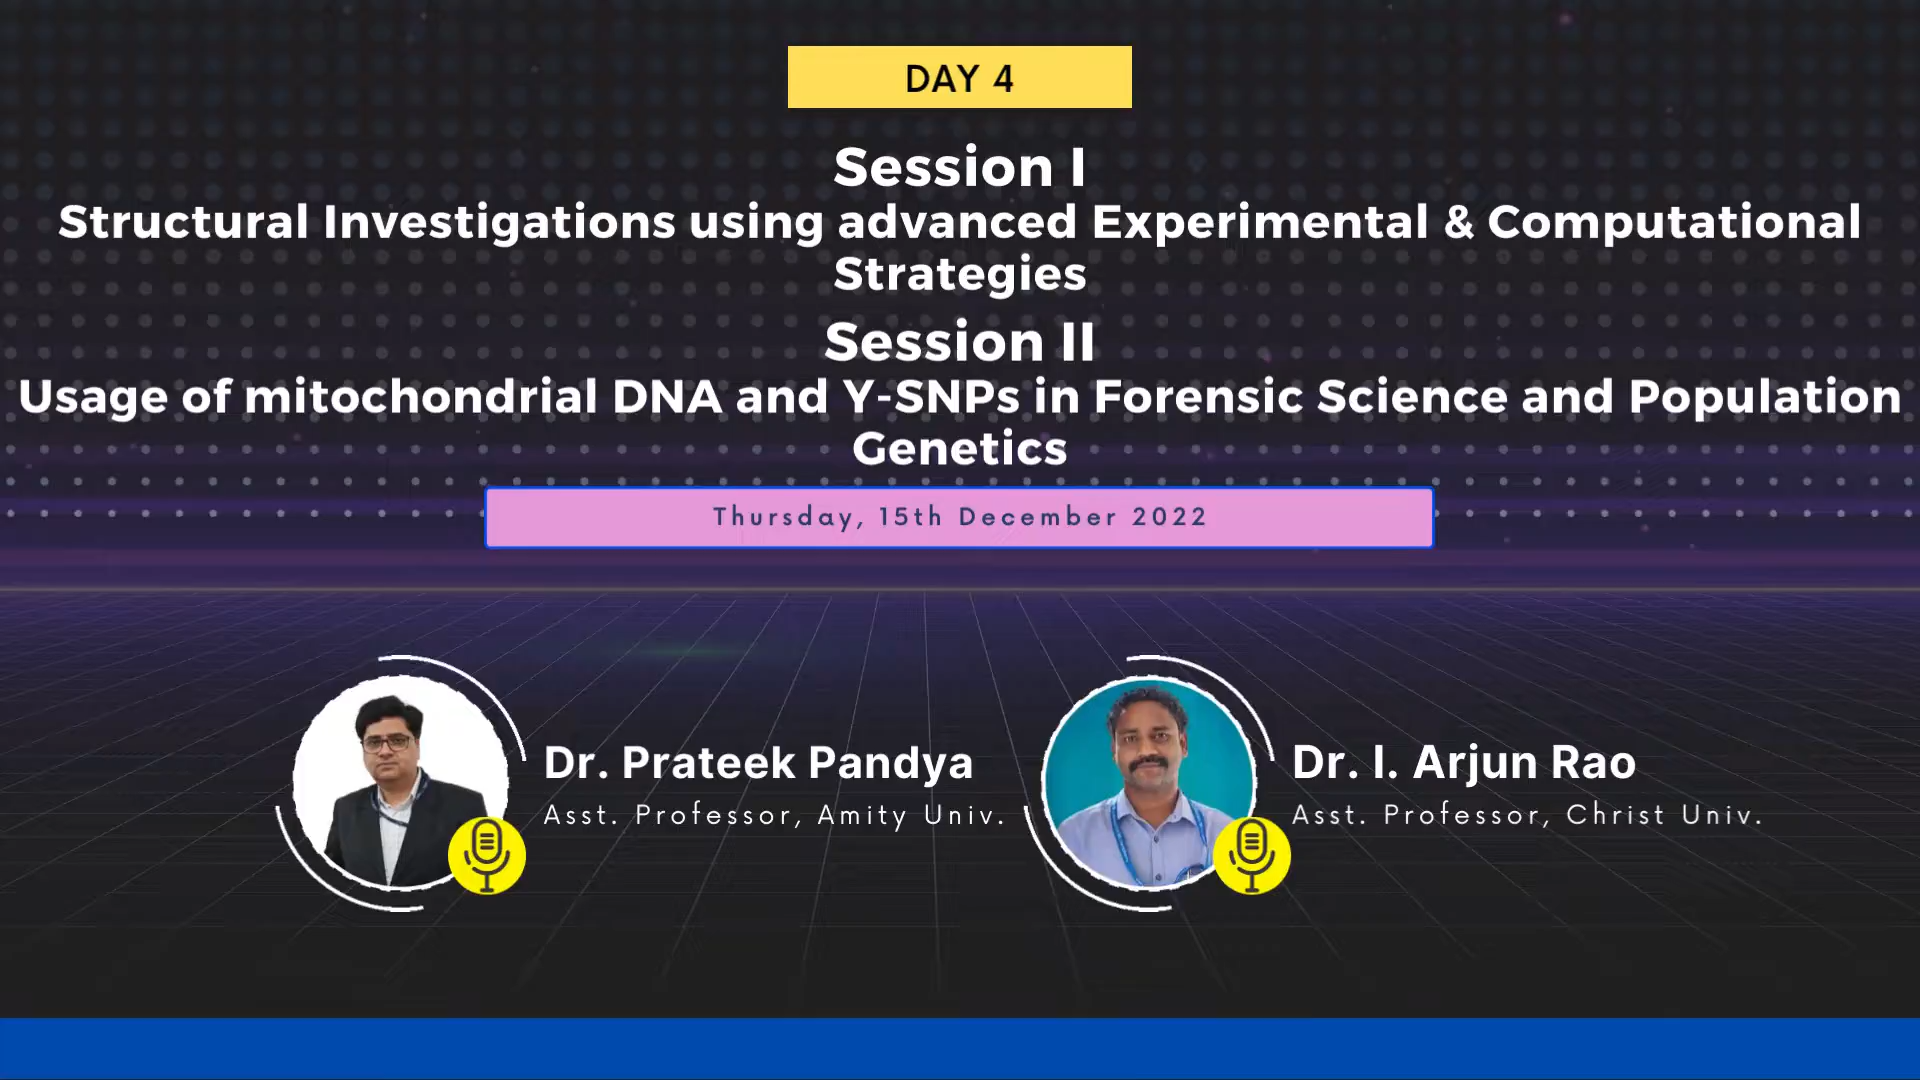 DAY 4
Session I
Structural Investigations using advanced Experimental & Computational
Strategies
Session II
Usage of mitochondrial DNA and Y-SNPs in Forensic Science and Population
Genetics
Thursday, 15th December 2022
Dr. Prateek Pandya
Asst. Professor, Amity Univ.
Dr. I. Arjun Rao
Asst. Professor, Christ Univ.